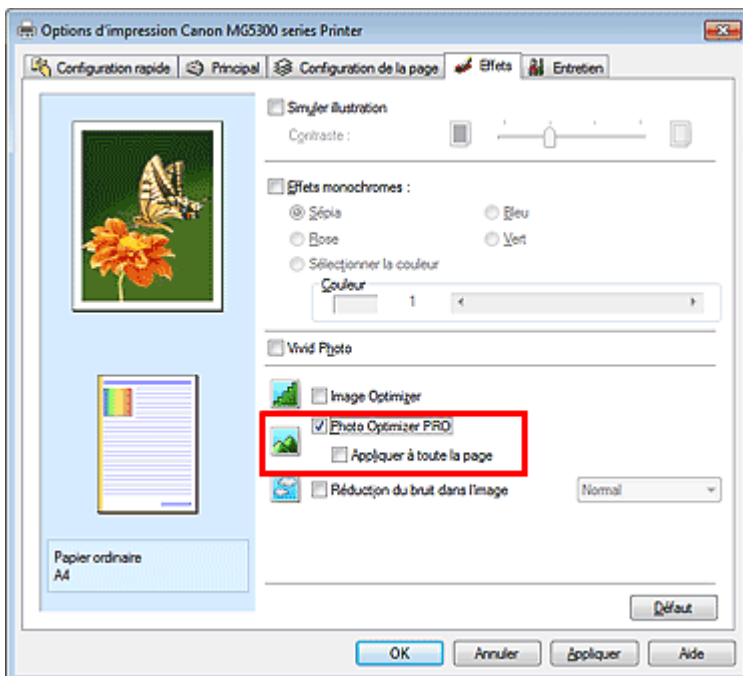 Options d'impression Canon MG5300 series Printer
Configuration rapide Principal Configuration de la page Effets Entretien
Simuler illustration
Contraste :
Effets monochromes :
Sépia Bleu
Rose Vert
Sélectionner la couleur
Couleur
1
Vivid Photo
Image Optimizer
Photo Optimizer PRO
Appliquer à toute la page
Réduction du bruit dans l'image Normal
Papier ordinaire
A4
Défaut
OK Annuler Appliquer Aide